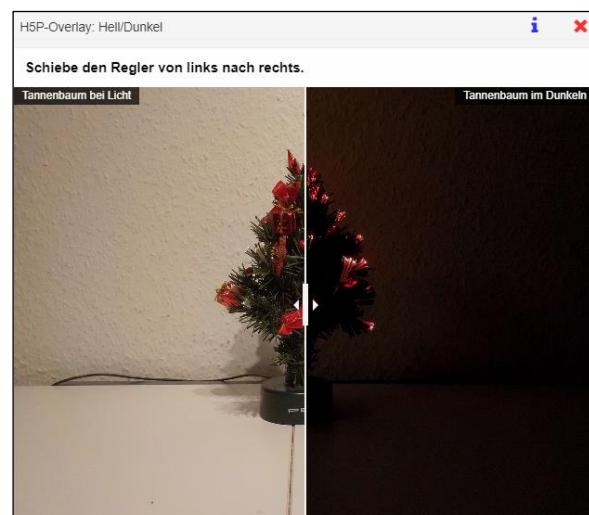 H5P-Overlay: Hell/Dunkel
Schiebe den Regler von links nach rechts.
Tannenbaum bei Licht
Tannenbaum im Dunkeln